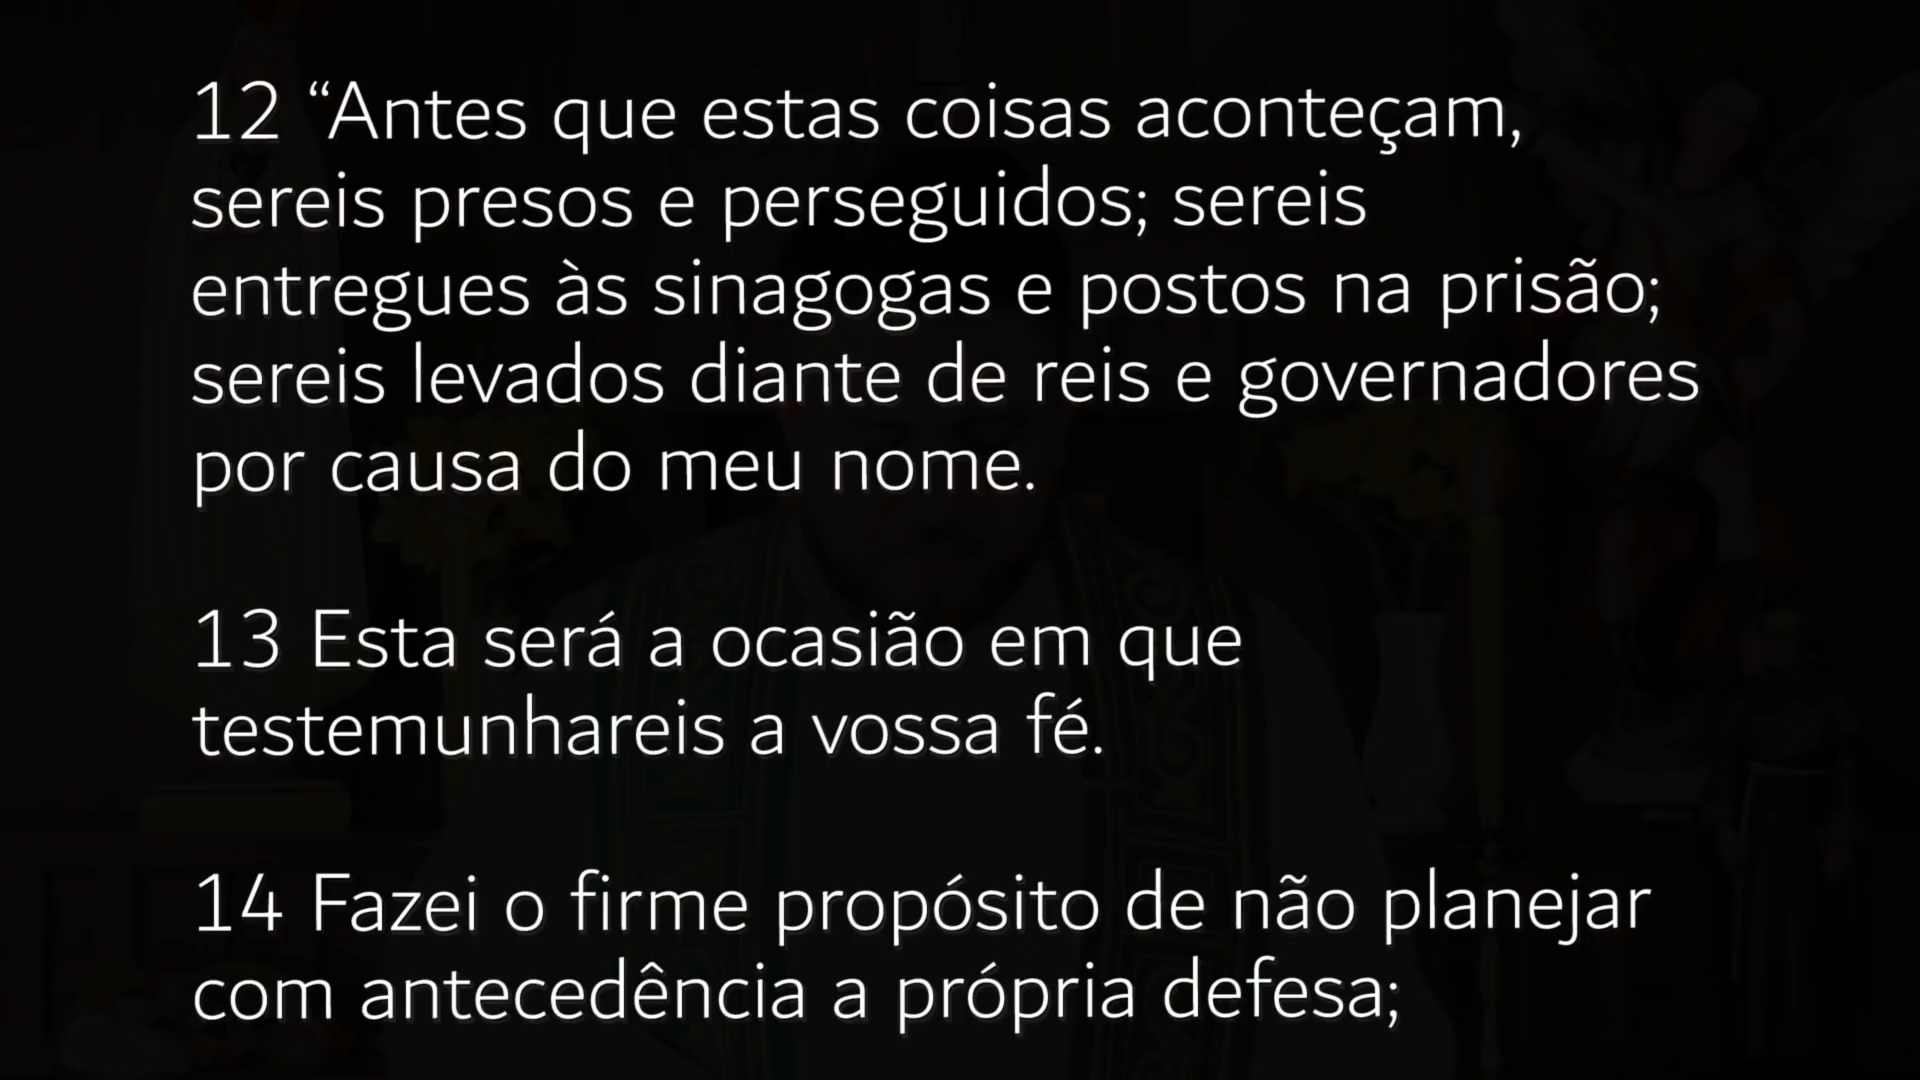 12 “Antes que estas coisas aconteçam,
sereis presos e perseguidos; sereis
entregues às sinagogas e postos na prisão;
sereis levados diante de reis e governadores
por causa do meu nome.
13 Esta será a ocasião em que
testemunhareis a vossa fé.
14 Fazei o firme propósito de não planejar
com antecedência a própria defesa;